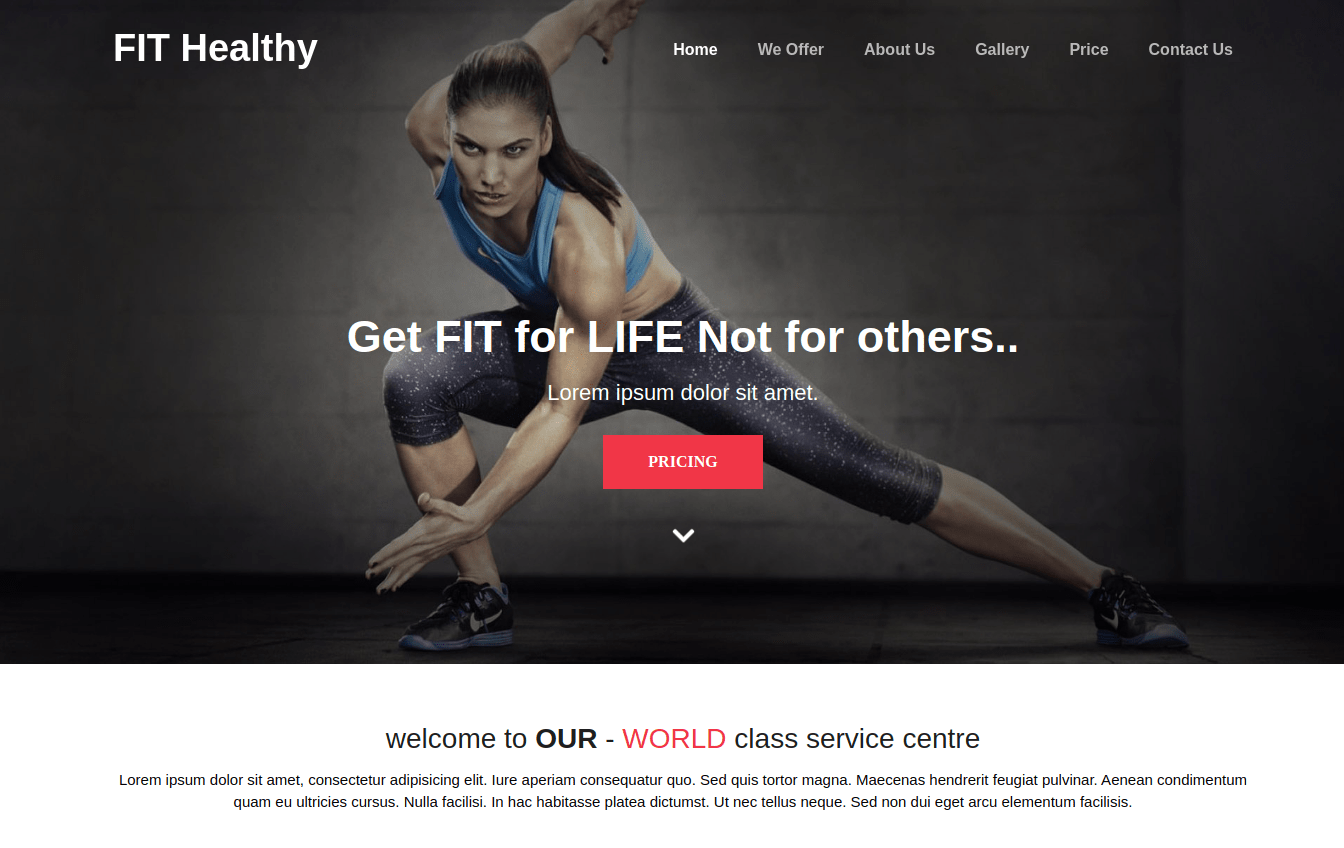 FIT Healthy
Home We Offer About Us Gallery Price Contact Us
Get FIT for LIFE Not for others..
Lorem ipsum dolor sit amet.
PRICING
welcome to OUR - WORLD class service centre
Lorem ipsum dolor sit amet, consectetur adipisicing elit. Iure aperiam consequatur quo. Sed quis tortor magna. Maecenas hendrerit feugiat pulvinar. Aenean condimentum
quam eu ultricies cursus. Nulla facilisi. In hac habitasse platea dictumst. Ut nec tellus neque. Sed non dui eget arcu elementum facilisis.